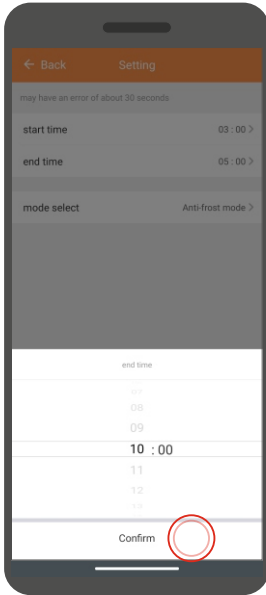 ← Back Setting
may have an error of about 30 seconds
start time 03 : 00 >
end time 05 : 00 >
mode select Anti-frost mode >
end time
08
09
10 : 00
11
12
Confirm